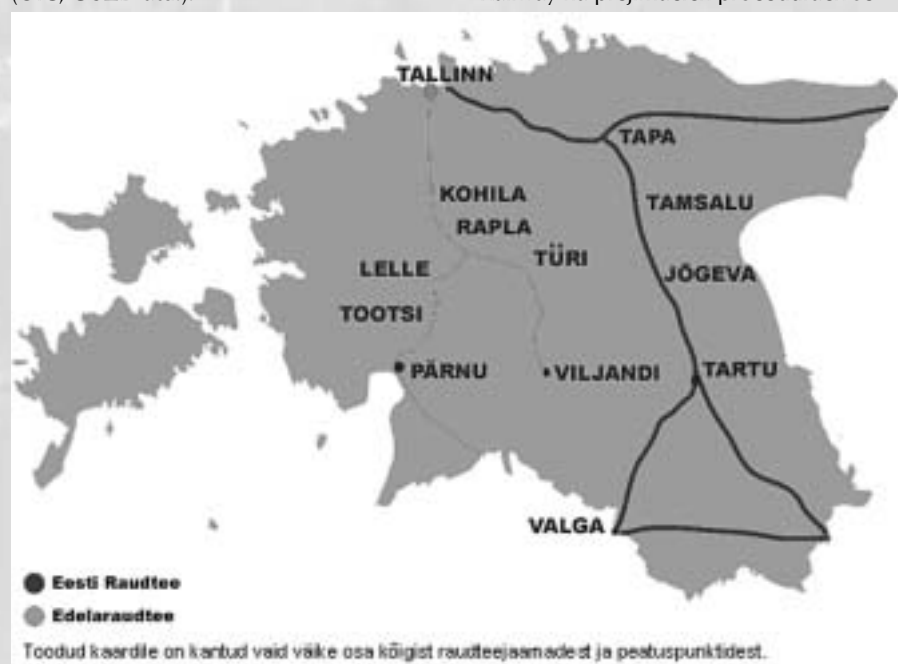 TALLINN
TAPA
KOHILA
TAMSALU
RAPLA
TÜRI
LELLE
JÕGEVA
TOOTSI
PÄRNU
VILJANDI
TARTU
VALGA
Eesti Raudtee
Edelaraudtee
Toodud kaardile on kantud vaid väike osa kõigist raudteejaamadest ja peatuspunktidest.